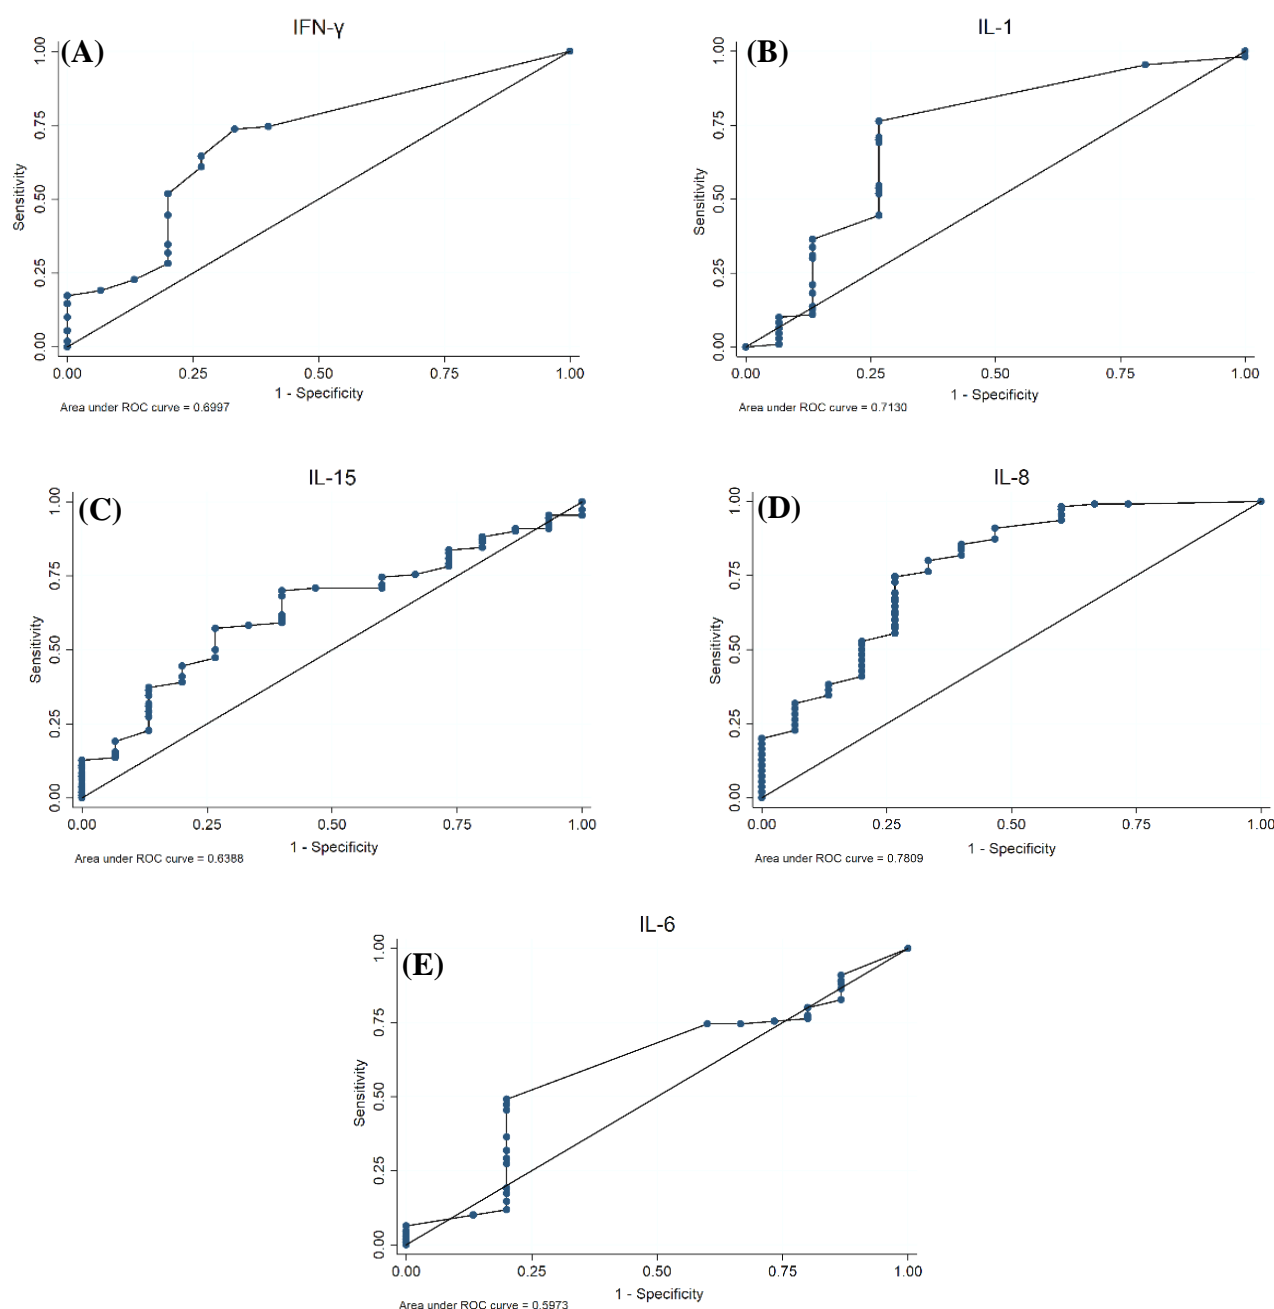 IFN-γ
(A)
1.00
0.75
0.50
0.25
0.00
Sensitivity
0.00 0.25 0.50 0.75 1.00
1 - Specificity
Area under ROC curve = 0.6997
IL-1
(B)
1.00
0.75
0.50
0.25
0.00
Sensitivity
0.00 0.25 0.50 0.75 1.00
1 - Specificity
Area under ROC curve = 0.7130
IL-15
(C)
1.00
0.75
0.50
0.25
0.00
Sensitivity
0.00 0.25 0.50 0.75 1.00
1 - Specificity
Area under ROC curve = 0.6388
IL-8
(D)
1.00
0.75
0.50
0.25
0.00
Sensitivity
0.00 0.25 0.50 0.75 1.00
1 - Specificity
Area under ROC curve = 0.7809
IL-6
(E)
1.00
0.75
0.50
0.25
0.00
Sensitivity
0.00 0.25 0.50 0.75 1.00
1 - Specificity
Area under ROC curve = 0.5973